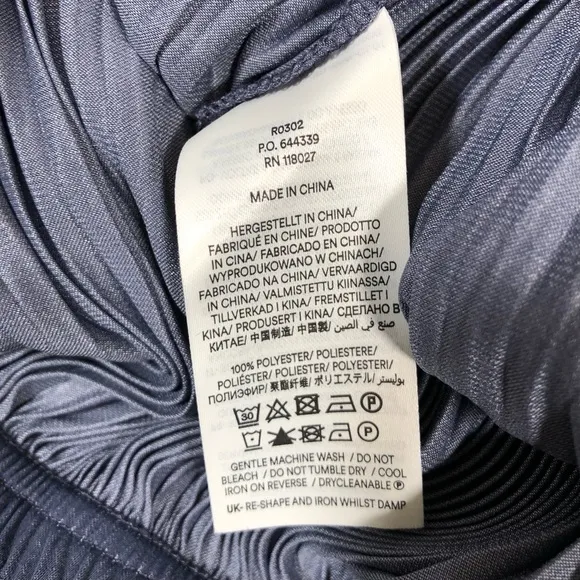 R0302
P.O. 644339
RN 118027
MADE IN CHINA
HERGESTELLT IN CHINA/
FABRIQUÉ EN CHINE/ PRODOTTO
IN CINA/ FABRICADO EN CHINA/
WYPRODUKOWANO W CHINACH/
FABRICADO NA CHINA/ VERVAARDIGD
IN CHINA/ VALMISTETTU KIINASSA/
TILLVERKAD I KINA/ FREMSTILLET I
KINA/ PRODUSERT I KINA/ СДЕЛАНО В
КИТАЕ/ 中国制造/ 中国製/ صنع في الصين
100% POLYESTER/ POLIESTERE/
POLIÉSTER/ POLYESTER/ POLIESTERI/
ПОЛИЭФИР/ 聚酯纤维/ ポリエステル/ بوليستر
30 P
P
GENTLE MACHINE WASH / DO NOT
BLEACH / DO NOT TUMBLE DRY / COOL
IRON ON REVERSE / DRYCLEANABLE Ⓟ
UK- RE-SHAPE AND IRON WHILST DAMP